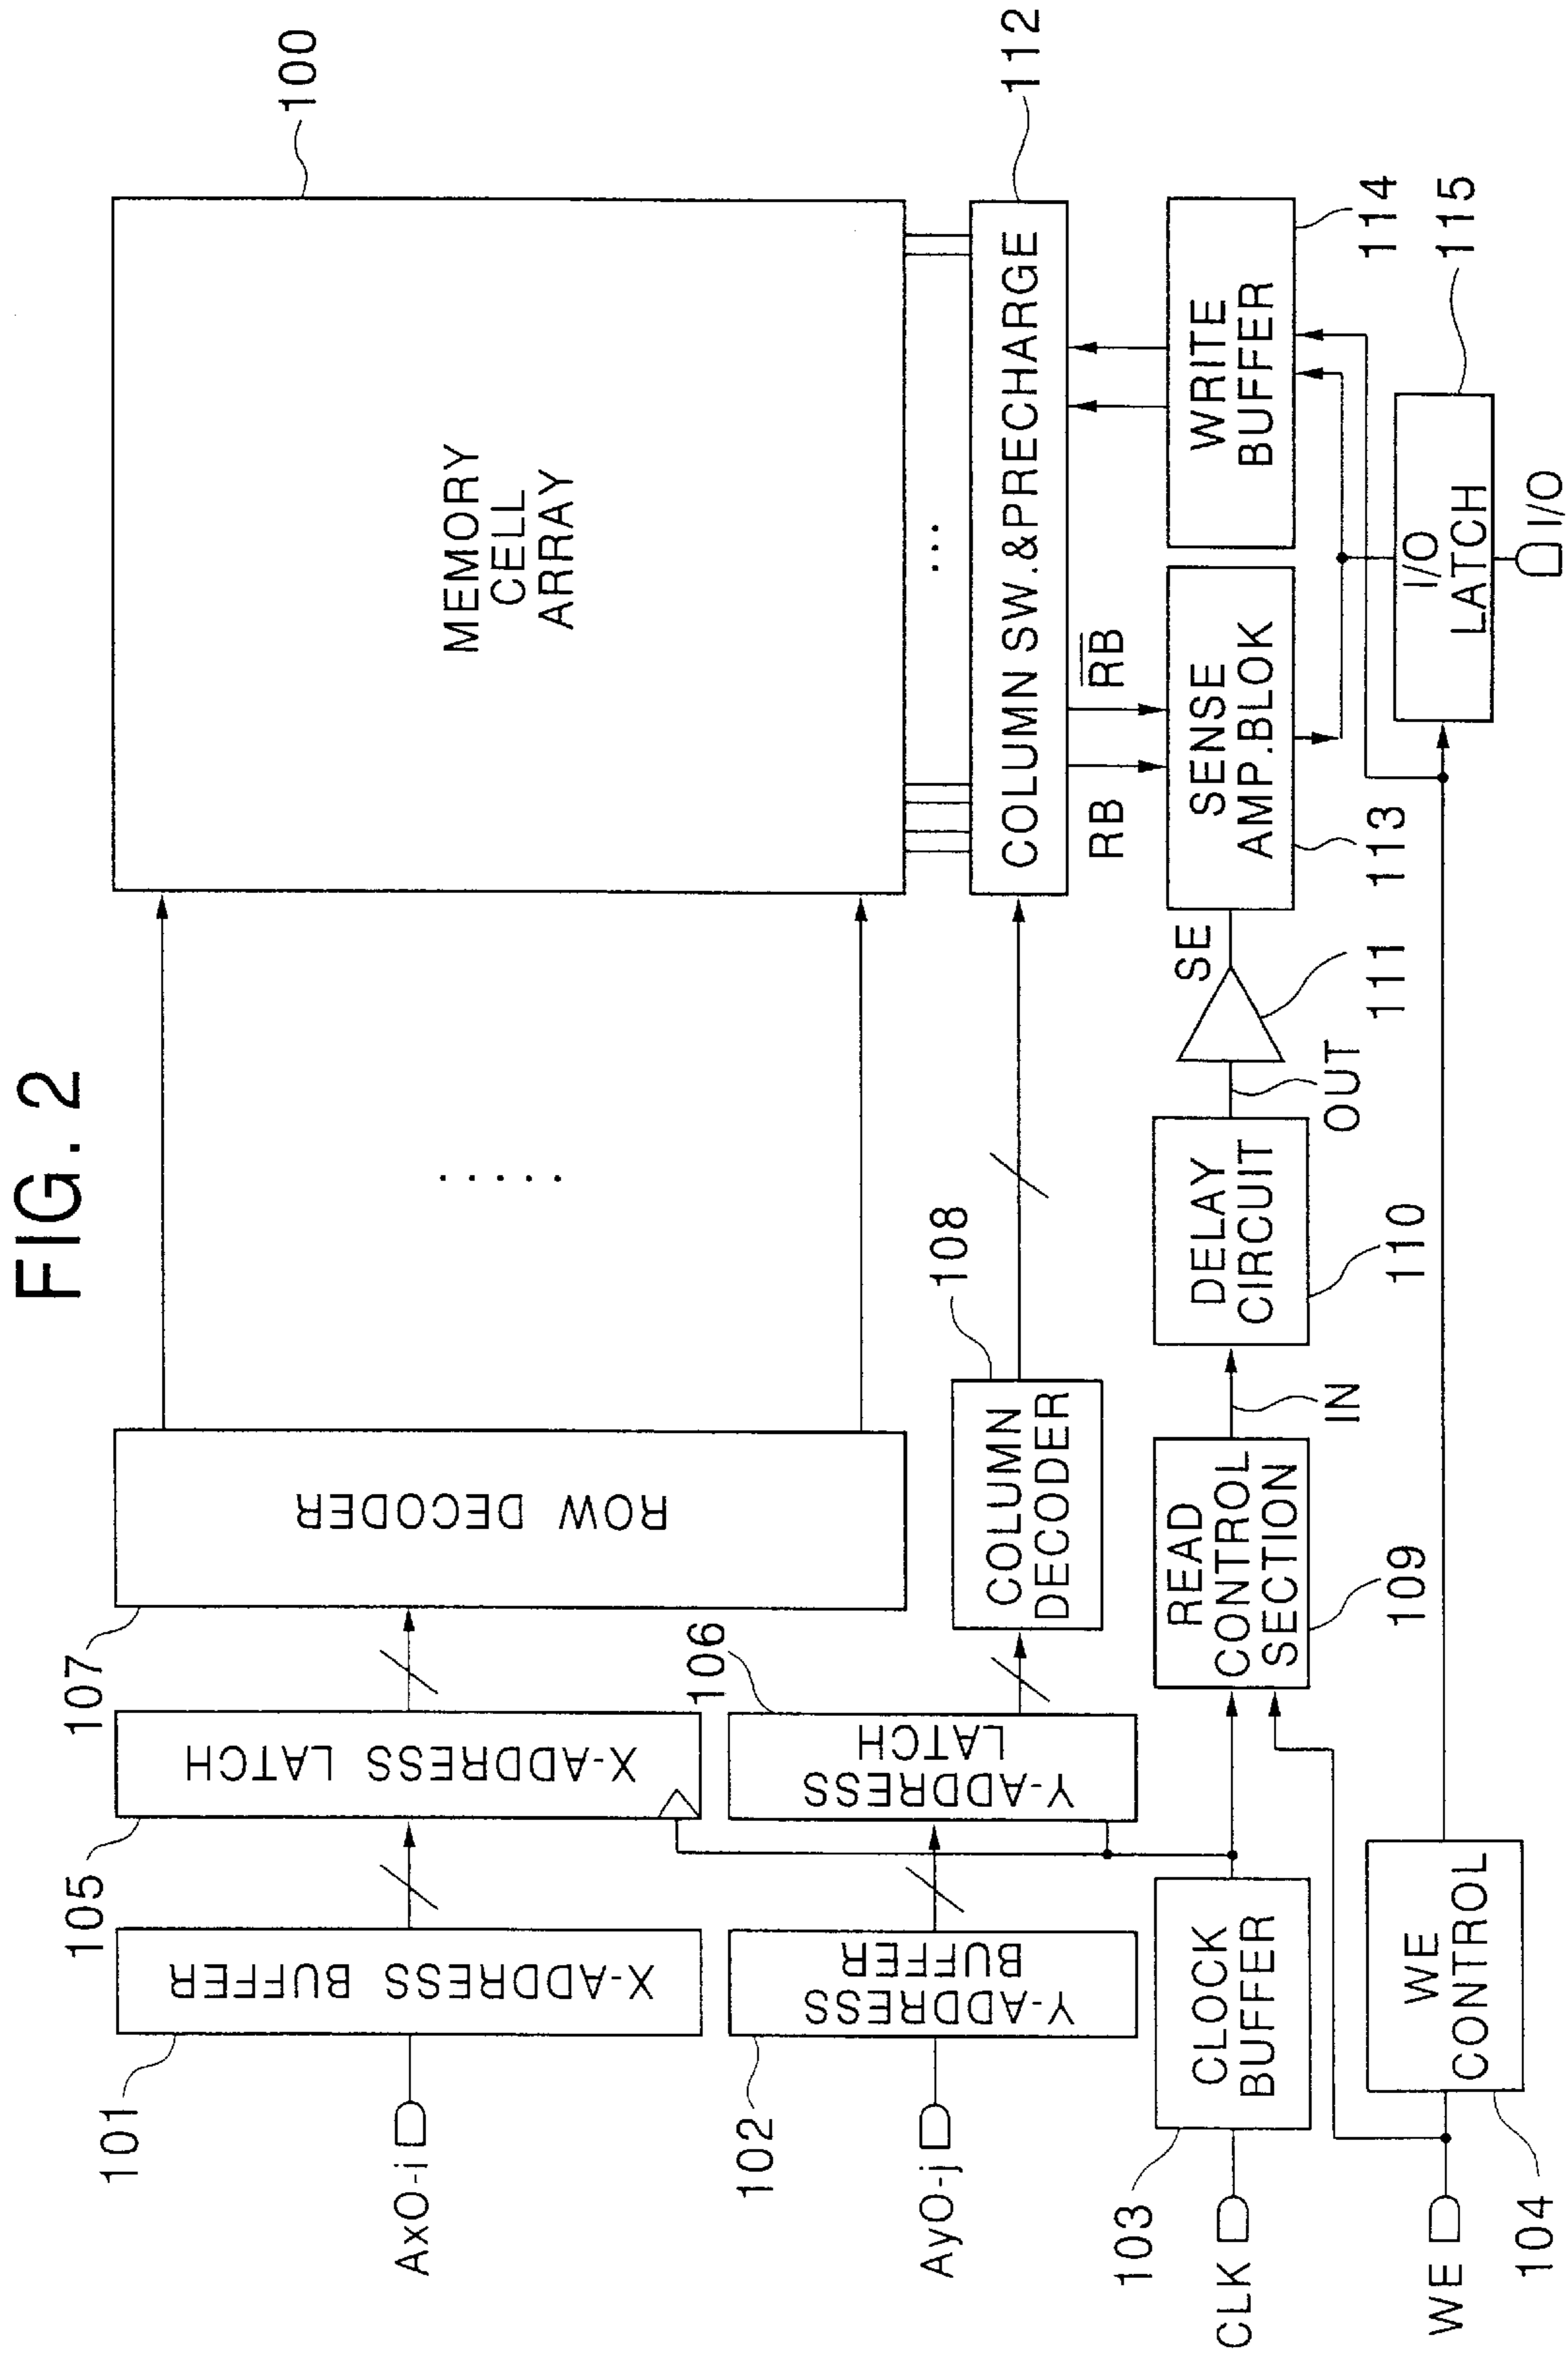 FIG. 2
100
MEMORY
CELL
ARRAY
107
ROW DECODER
105
X-ADDRESS LATCH
101
X-ADDRESS BUFFER
AxO-i
106
Y-ADDRESS
LATCH
102
Y-ADDRESS
BUFFER
AyO-j
108
COLUMN
DECODER
112
COLUMN SW.&PRECHARGE
...
.....
RB
R̅B̅
103
CLOCK
BUFFER
CLK
READ
CONTROL
SECTION
109
IN
DELAY
CIRCUIT
110
OUT
111
SE
SENSE
AMP.BLOK
113
WRITE
BUFFER
114
WE
104
WE
CONTROL
I/O
LATCH
115
I/O